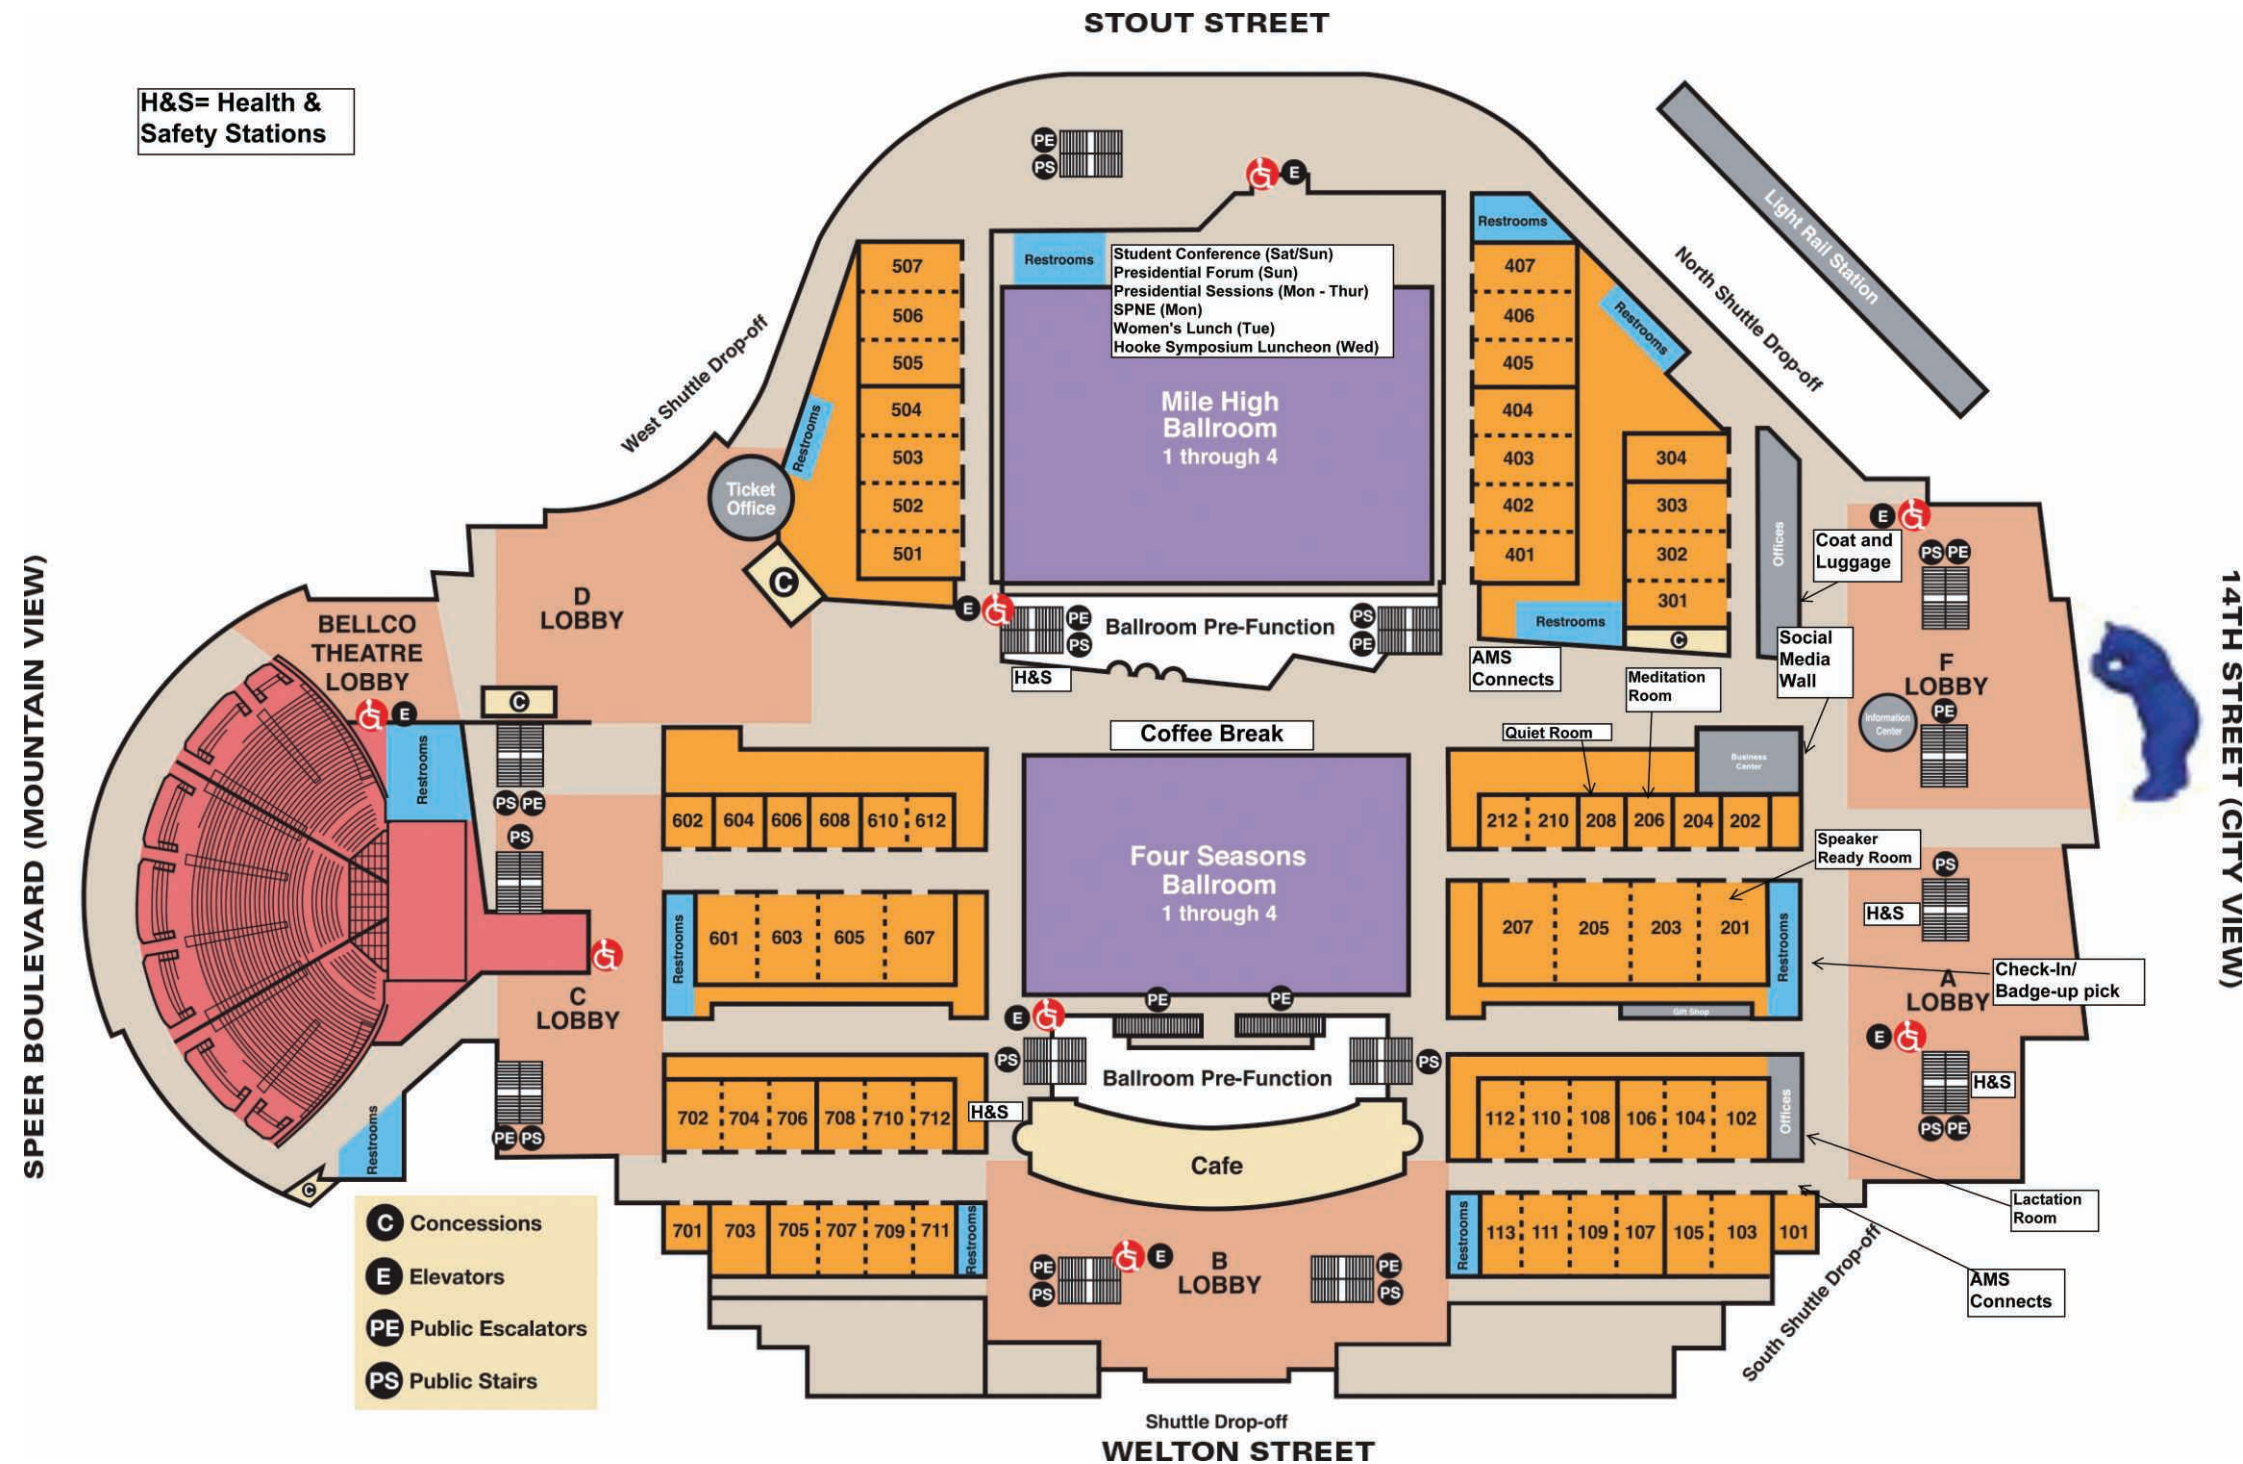 STOUT STREET
H&S= Health &
Safety Stations
PE
PS
E
Light Rail Station
North Shuttle Drop-off
West Shuttle Drop-off
Restrooms
Student Conference (Sat/Sun)
Presidential Forum (Sun)
Presidential Sessions (Mon - Thur)
SPNE (Mon)
Women's Lunch (Tue)
Hooke Symposium Luncheon (Wed)
Mile High
Ballroom
1 through 4
507
506
505
504
503
502
501
Restrooms
Ticket
Office
C
Restrooms
407
406
405
404
403
402
401
Restrooms
304
303
302
301
C
Restrooms
Offices
Coat and
Luggage
E
PS PE
Social
Media
Wall
F
LOBBY
PE
Information
Center
14TH STREET (CITY VIEW)
SPEER BOULEVARD (MOUNTAIN VIEW)
D
LOBBY
BELLCO
THEATRE
LOBBY
E
C
Restrooms
PS PE
PS
E
PE
PS
Ballroom Pre-Function
PS
PE
H&S
AMS
Connects
Meditation
Room
Quiet Room
Business
Center
Coffee Break
602 604 606 608 610 612
212 210 208 206 204 202
Four Seasons
Ballroom
1 through 4
Speaker
Ready Room
PS
H&S
Restrooms
601 603 605 607
207 205 203 201
Restrooms
Check-In/
Badge-up pick
A
LOBBY
C
LOBBY
Gift Shop
PE
PE
E
PS
PS
Ballroom Pre-Function
E
H&S
PS PE
702 704 706 708 710 712
H&S
112 110 108 106 104 102
Offices
PE PS
Restrooms
C
Cafe
Lactation
Room
701 703 705 707 709 711
Restrooms
Restrooms
113 111 109 107 105 103 101
B
LOBBY
PE
PS
E
PE
PS
AMS
Connects
South Shuttle Drop-off
C Concessions
E Elevators
PE Public Escalators
PS Public Stairs
Shuttle Drop-off
WELTON STREET